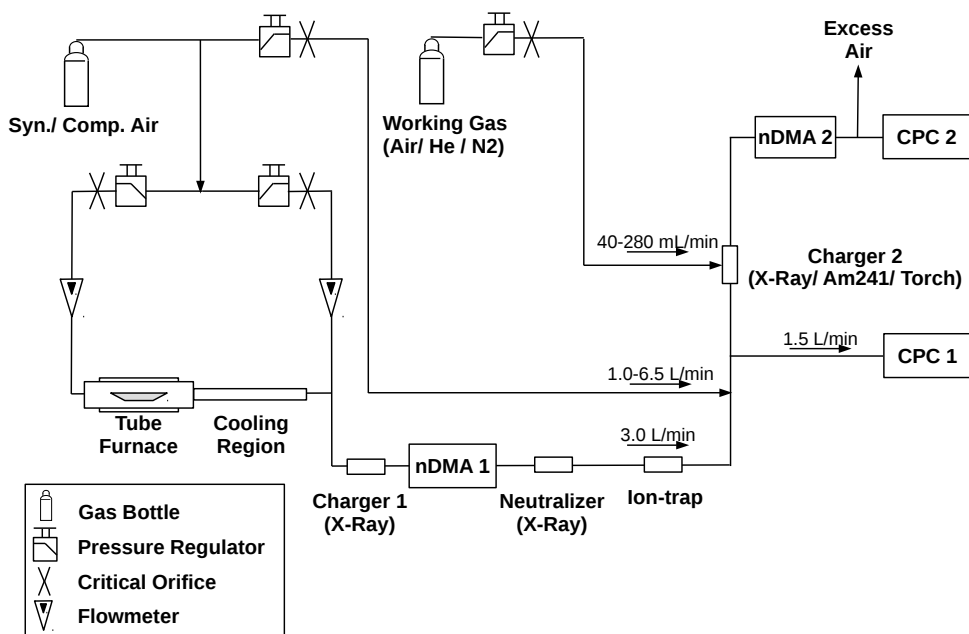 Excess
Air
Syn./ Comp. Air
Working Gas
(Air/ He / N2)
nDMA 2
CPC 2
40-280 mL/min
Charger 2
(X-Ray/ Am241/ Torch)
1.5 L/min
CPC 1
1.0-6.5 L/min
Tube
Furnace
Cooling
Region
3.0 L/min
nDMA 1
Charger 1
(X-Ray)
Neutralizer
(X-Ray)
Ion-trap
Gas Bottle
Pressure Regulator
Critical Orifice
Flowmeter